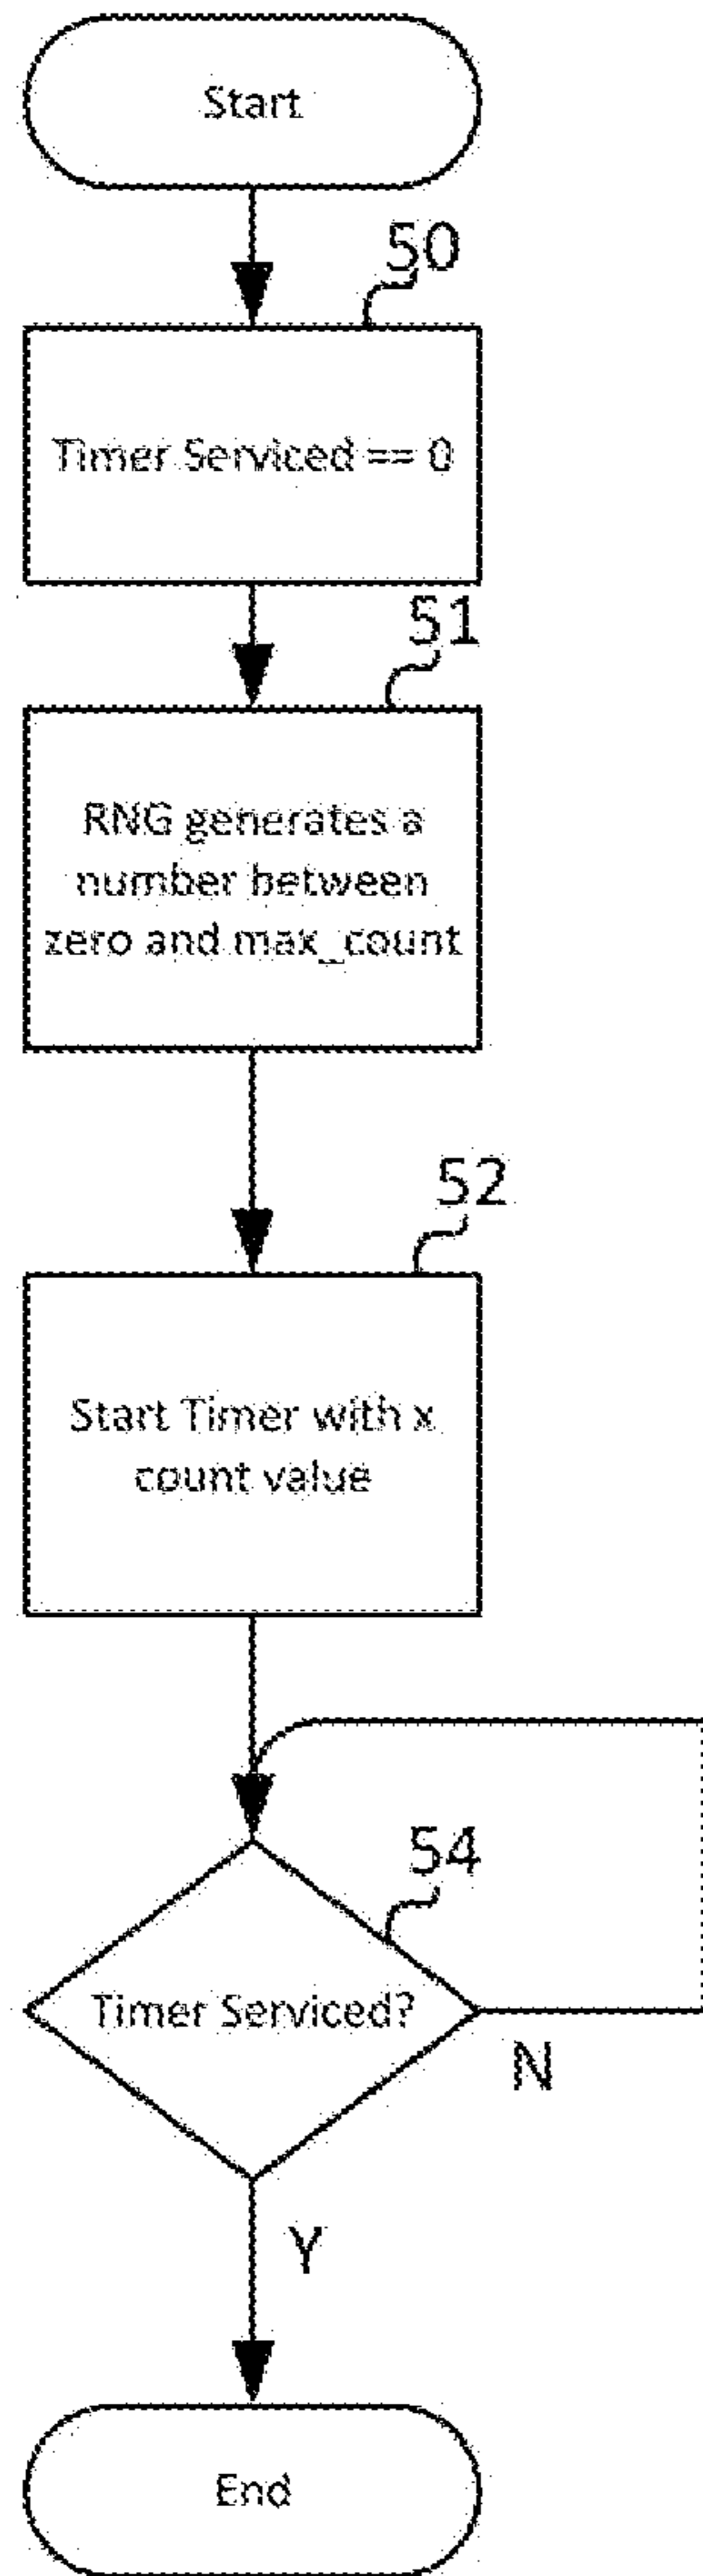 Start
50
Timer Serviced == 0
51
RNG generates a
number between
zero and max_count
52
Start Timer with x
count value
54
Timer Serviced?
N
Y
End